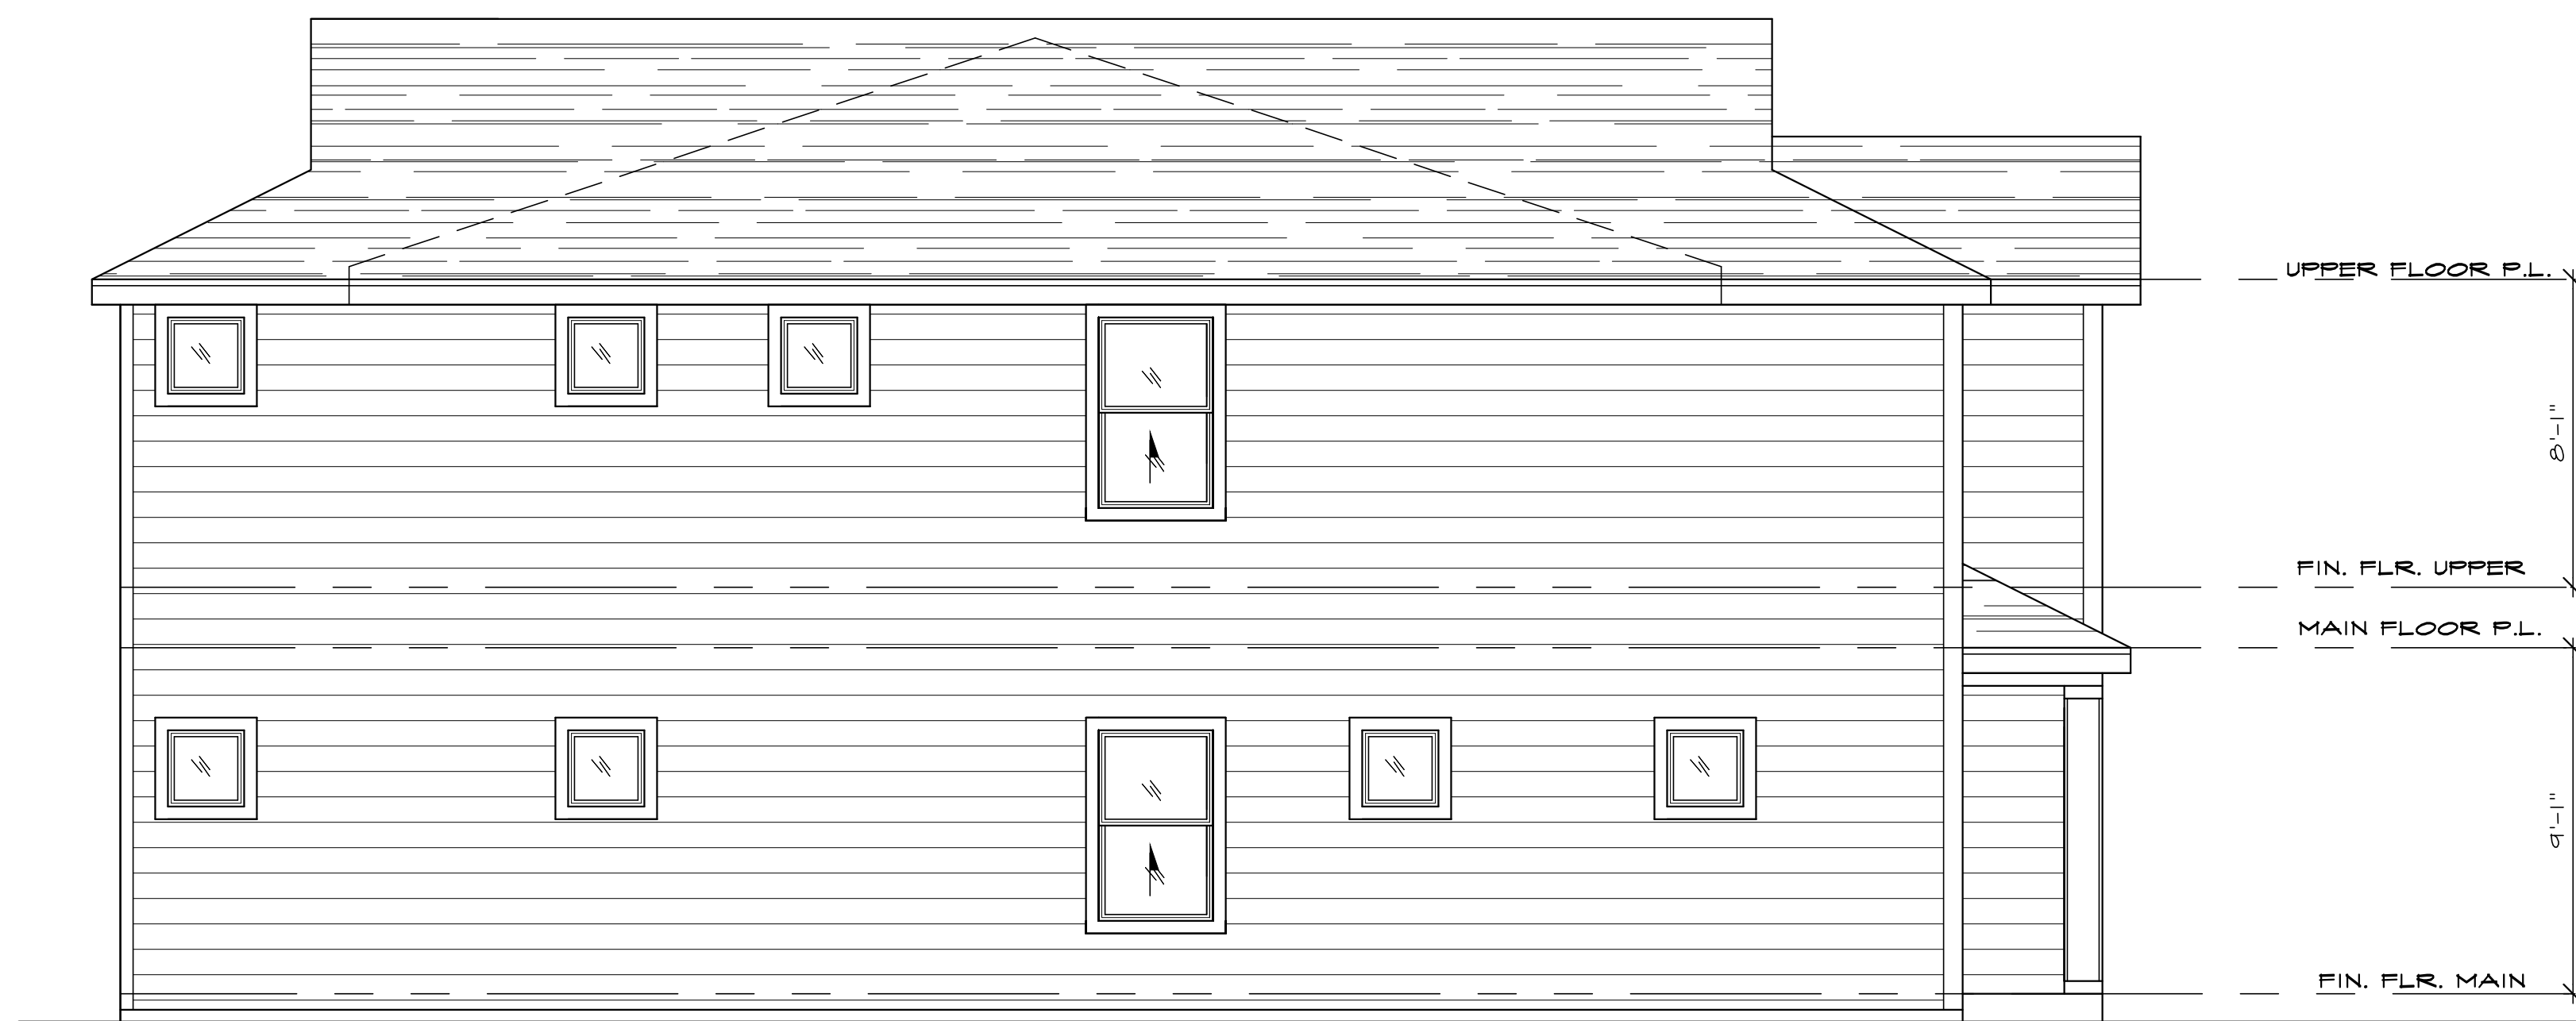 UPPER FLOOR P.L.
8'-1"
FIN. FLR. UPPER
MAIN FLOOR P.L.
9'-1"
FIN. FLR. MAIN